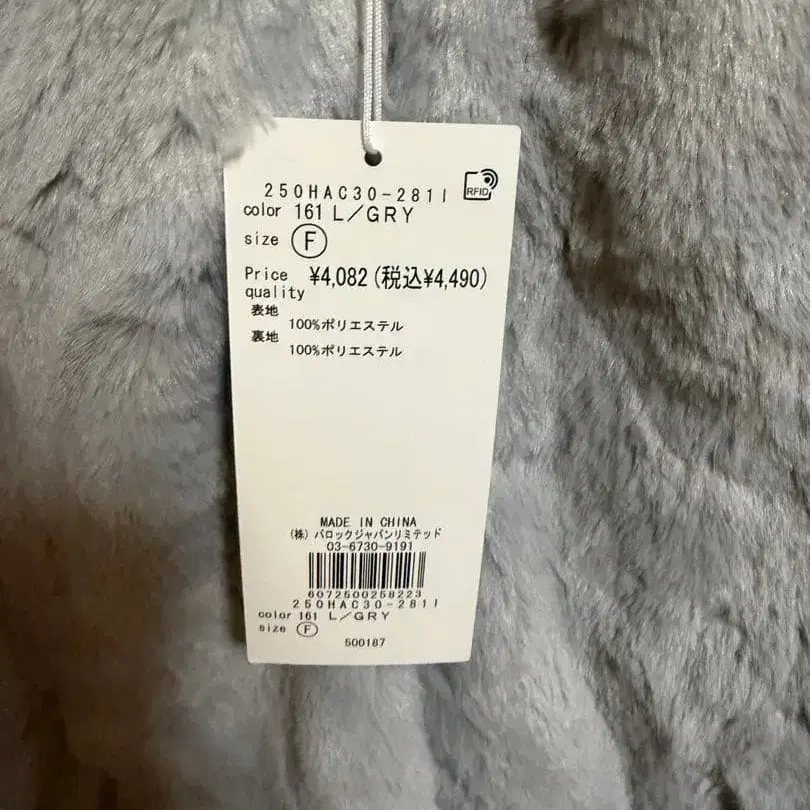 250HAC30-281I
RFID
color 161 L/GRY
size F
Price ¥4,082(税込¥4,490)
quality
表地
100%ポリエステル
裏地
100%ポリエステル
MADE IN CHINA
(株)バロックジャパンリミテッド
03-6730-9191
6072500258223
250HAC30-281I
color 161 L/GRY
size F
500187